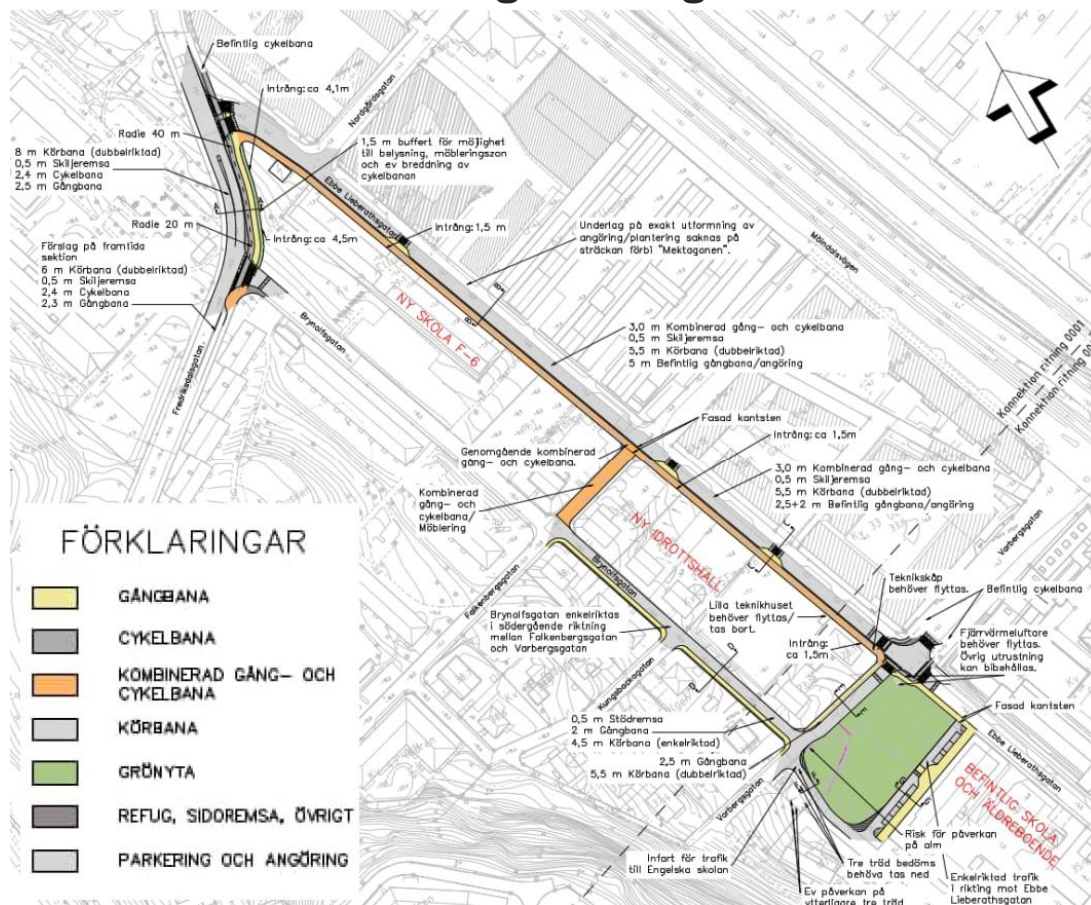 Befintlig cykelbana
Intrång: ca 4,1m
Nordgårdsgatan
Radie 40 m
8 m Körbana (dubbelriktad)
0,5 m Skiljeremsa
2,4 m Cykelbana
2,5 m Gångbana
1,5 m buffert för möjlighet
till belysning, möbleringszon
och ev breddning av
cykelbanan
Ebbe Lieberathsgatan
Radie 20 m
Intrång: ca 4,5m
Intrång: 1,5 m
Underlag på exakt utformning av
angöring/plantering saknas på
sträckan förbi "Mektagonen".
Mölndalsvägen
Förslag på framtida
sektion
6 m Körbana (dubbelriktad)
0,5 m Skiljeremsa
2,4 m Cykelbana
2,3 m Gångbana
B
B
NY SKOLA F-6
Brynolfsgatan
Fredriksdalsgatan
3,0 m Kombinerad gång- och cykelbana
0,5 m Skiljeremsa
5,5 m Körbana (dubbelriktad)
5 m Befintlig gångbana/angöring
Konnektion ritning 0001
Konnektion ritning
Fasad kantsten
Genomgående kombinerad
gång- och cykelbana.
Intrång: ca 1,5m
3,0 m Kombinerad gång- och cykelbana
0,5 m Skiljeremsa
5,5 m Körbana (dubbelriktad)
2,5+2 m Befintlig gångbana/angöring
Kombinerad
gång- och
cykelbana/
Möblering
NY IDROTTSHALL
C
C
Varbergsgatan
Brynolfsgatan
Falkenbergsgatan
Teknikskåp
behöver flyttas.
Befintlig cykelbana
Brynolfsgatan enkelriktas
i södergående riktning
mellan Falkenbergsgatan
och Varbergsgatan
Lilla teknikhuset
behöver flyttas/
tas bort.
Intrång:
ca 1,5m
Fjärrvärmeluftare
behöver flyttas.
Övrig utrustning
kan bibehållas.
Kungsbackagatan
D
D
Fasad kantsten
0,5 m Stödremsa
2 m Gångbana
4,5 m Körbana (enkelriktad)
Ebbe Lieberathsgatan
2,5 m Gångbana
5,5 m Körbana (dubbelriktad)
Varbergsgatan
BEFINTLIG SKOLA
OCH ÄLDREBOENDE
Infart för trafik
till Engelska skolan
Risk för påverkan
på alm
Tre träd bedöms
behöva tas ned
Ev påverkan på
ytterligare tre träd
Enkelriktad trafik
i rikting mot Ebbe
Lieberathsgatan
FÖRKLARINGAR
GÅNGBANA
CYKELBANA
KOMBINERAD GÅNG- OCH
CYKELBANA
KÖRBANA
GRÖNYTA
REFUG, SIDOREMSA, ÖVRIGT
PARKERING OCH ANGÖRING